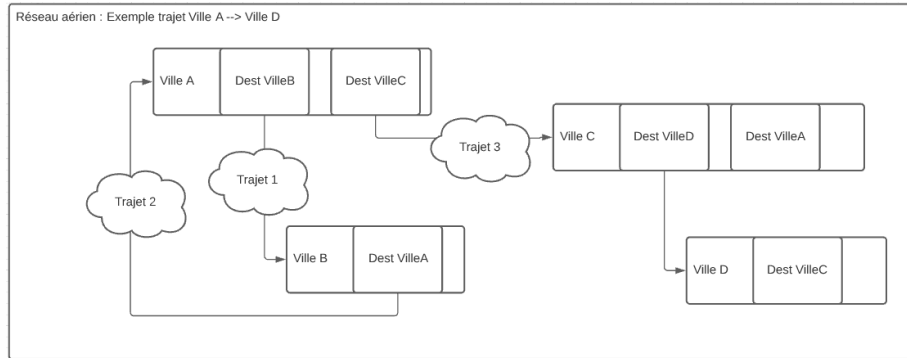 Réseau aérien : Exemple trajet Ville A --> Ville D
Ville A
Dest VilleB
Dest VilleC
Trajet 3
Ville C
Dest VilleD
Dest VilleA
Trajet 1
Trajet 2
Ville B
Dest VilleA
Ville D
Dest VilleC